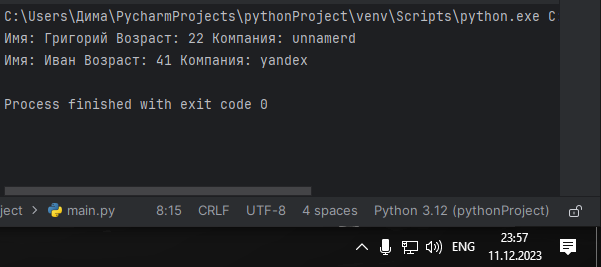 C:\Users\Дима\PycharmProjects\pythonProject\venv\Scripts\python.exe C
Имя: Григорий Возраст: 22 Компания: unnamerd
Имя: Иван Возраст: 41 Компания: yandex
Process finished with exit code 0
ject > main.py 8:15 CRLF UTF-8 4 spaces Python 3.12 (pythonProject)
ENG 23:57
11.12.2023